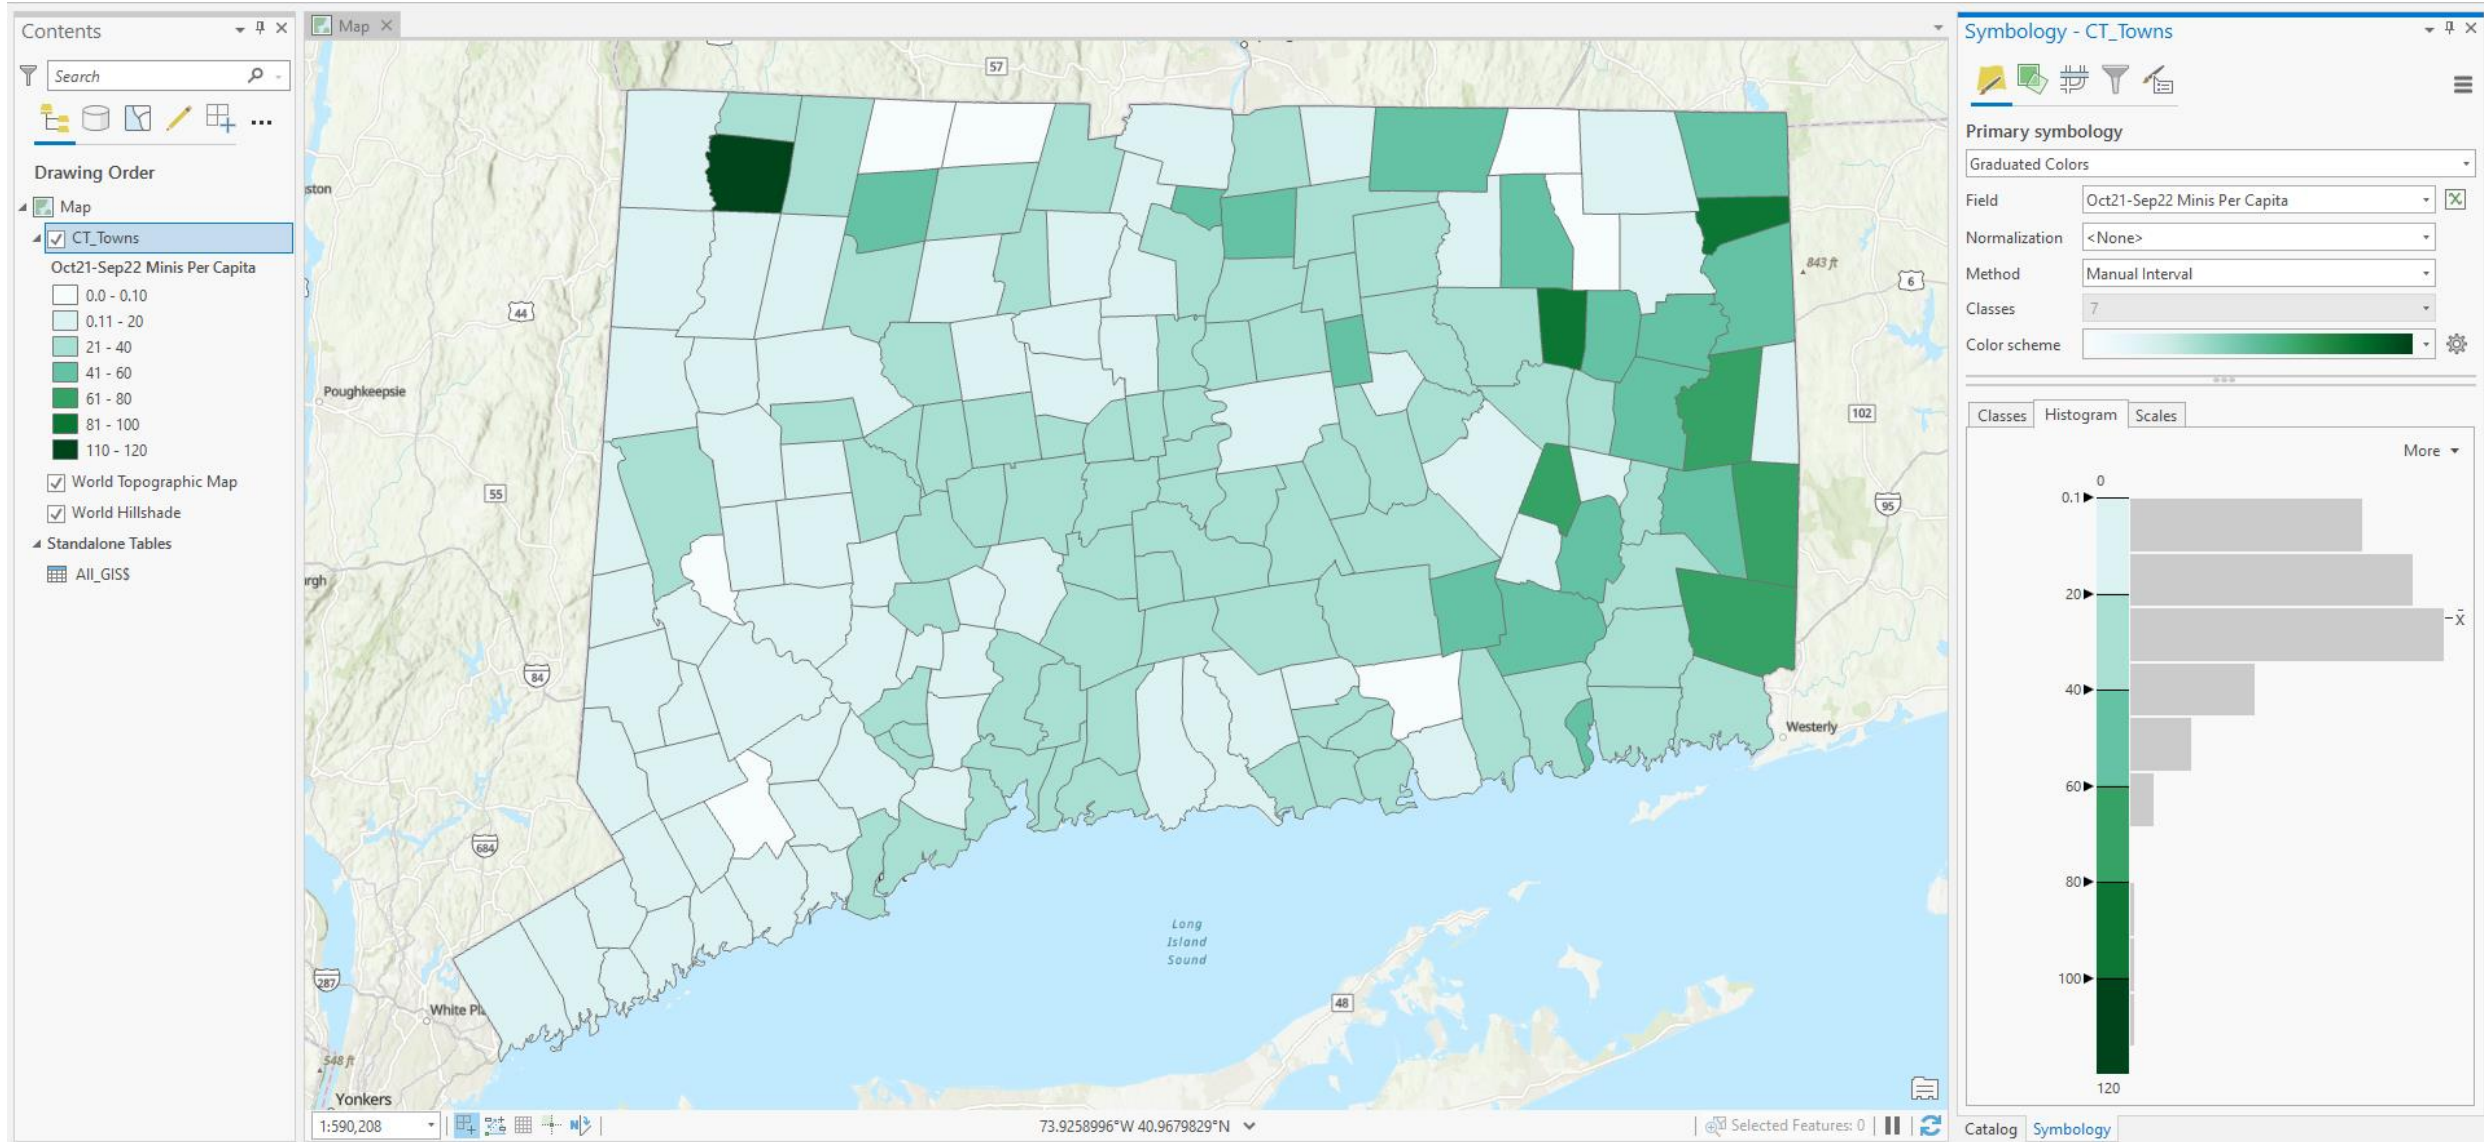 Contents
Search
Drawing Order
Map
CT_Towns
Oct21-Sep22 Minis Per Capita
0.0 - 0.10
0.11 - 20
21 - 40
41 - 60
61 - 80
81 - 100
110 - 120
World Topographic Map
World Hillshade
Standalone Tables
All_GIS$
Map
57
ston
44
Poughkeepsie
55
urgh
84
684
287
White Pl
548 ft
Yonkers
843 ft
6
102
95
Westerly
Long
Island
Sound
48
1:590,208
73.9258996°W 40.9679829°N
Selected Features: 0
Symbology - CT_Towns
Primary symbology
Graduated Colors
Field
Oct21-Sep22 Minis Per Capita
Normalization
<None>
Method
Manual Interval
Classes
7
Color scheme
Classes
Histogram
Scales
More
0
0.1
20
x̄
40
60
80
100
120
Catalog
Symbology